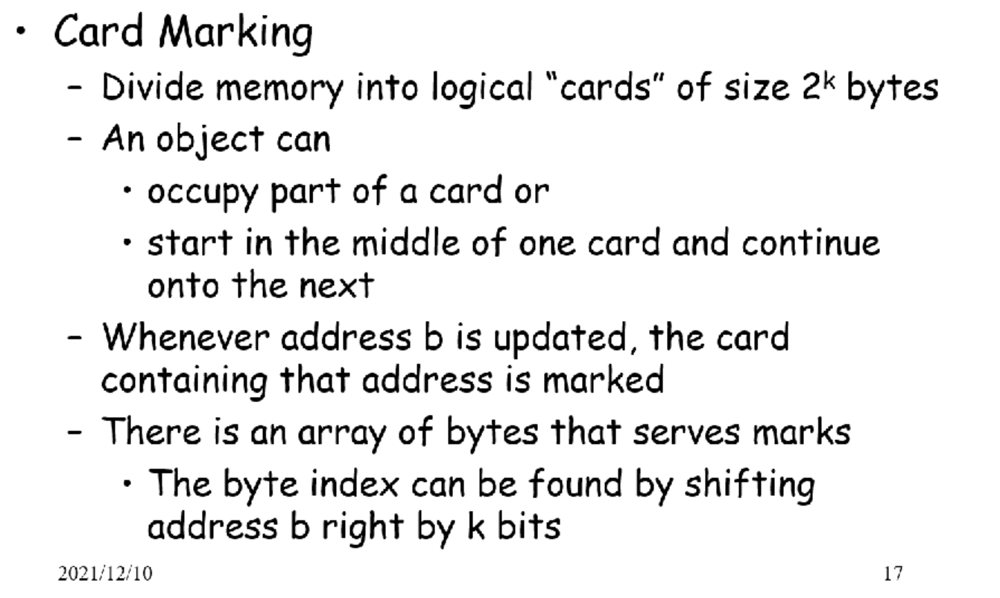 • Card Marking
– Divide memory into logical “cards” of size 2ᵏ bytes
– An object can
• occupy part of a card or
• start in the middle of one card and continue
onto the next
– Whenever address b is updated, the card
containing that address is marked
– There is an array of bytes that serves marks
• The byte index can be found by shifting
address b right by k bits
2021/12/10
17